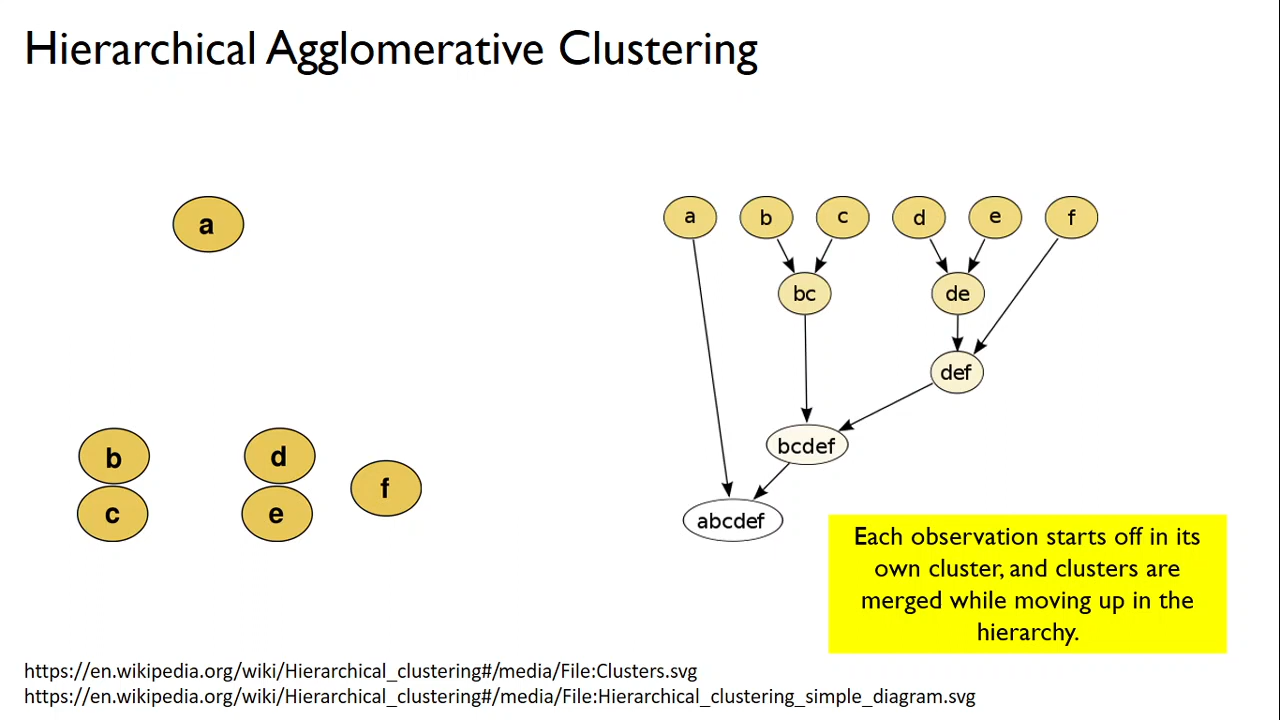 Hierarchical Agglomerative Clustering
a
b
c
d
e
f
a b c d e f
bc de
def
bcdef
abcdef
Each observation starts off in its
own cluster, and clusters are
merged while moving up in the
hierarchy.
https://en.wikipedia.org/wiki/Hierarchical_clustering#/media/File:Clusters.svg
https://en.wikipedia.org/wiki/Hierarchical_clustering#/media/File:Hierarchical_clustering_simple_diagram.svg